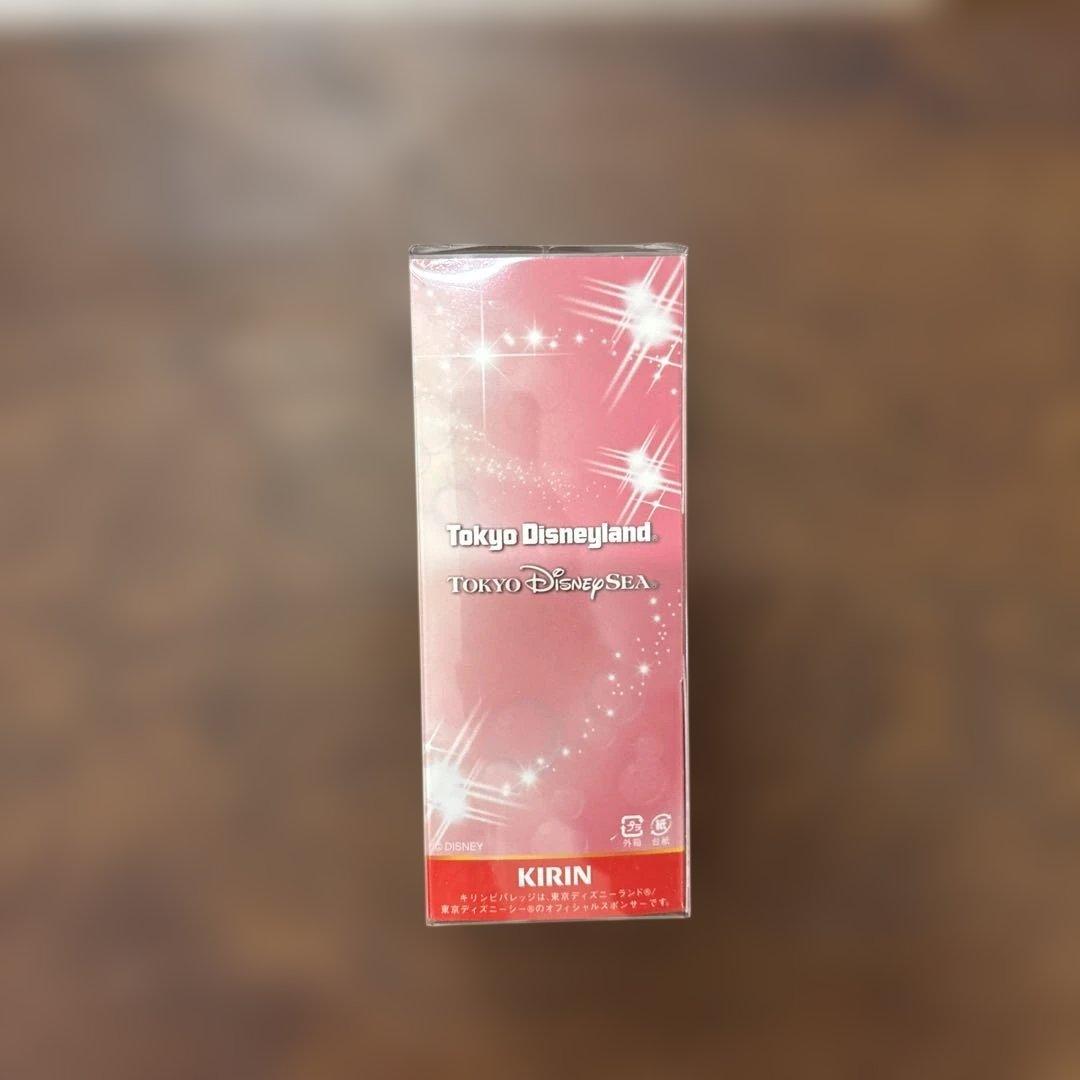 Tokyo Disneyland®
TOKYO DISNEYSEA®
プラ 紙
外箱 台紙
© DISNEY
KIRIN
キリンビバレッジは、東京ディズニーランド®/
東京ディズニーシー®のオフィシャルスポンサーです。